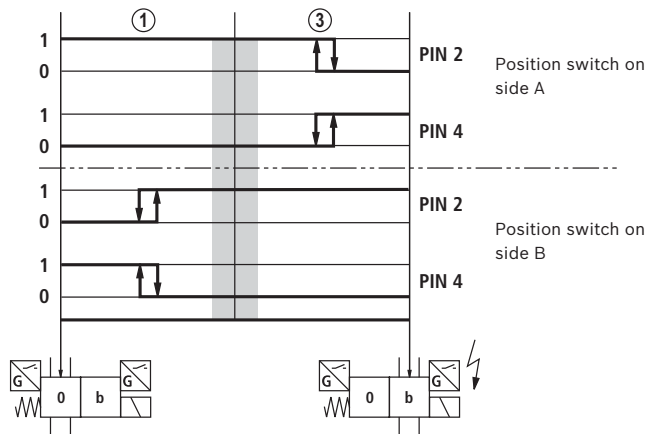 ① ③
1
0
PIN 2
Position switch on
side A
1
0
PIN 4
1
0
PIN 2
Position switch on
side B
1
0
PIN 4
G 0 b G
G 0 b G